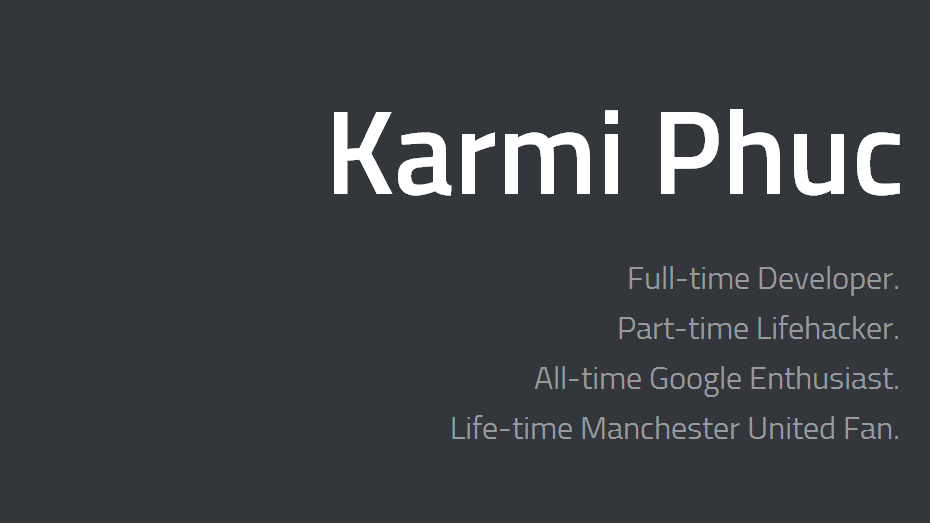 Karmi Phuc
Full-time Developer.
Part-time Lifehacker.
All-time Google Enthusiast.
Life-time Manchester United Fan.